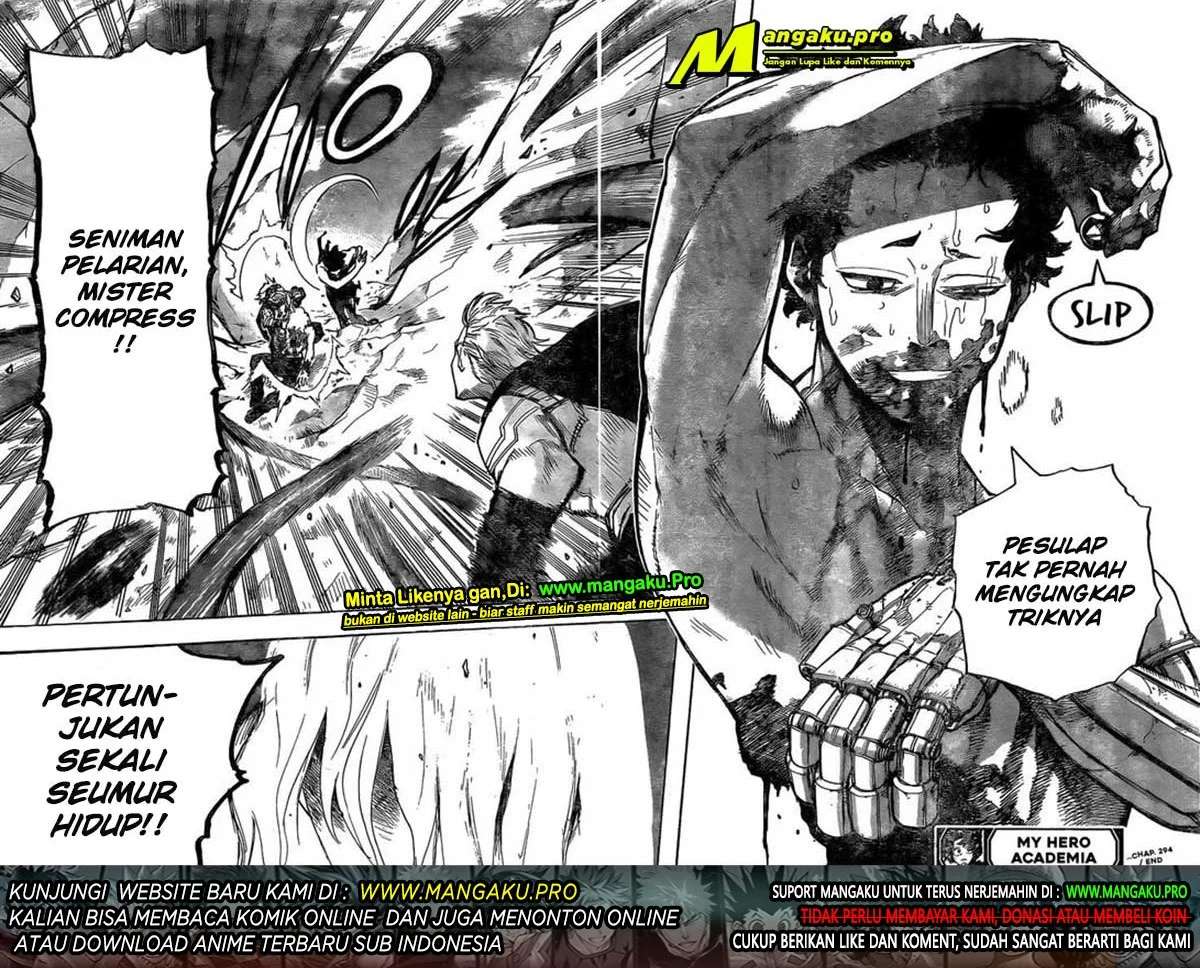 Mangaku.pro
Jangan Lupa Like dan Komennya
SENIMAN
PELARIAN,
MISTER
COMPRESS
!!
SLIP
PESULAP
TAK PERNAH
MENGUNGKAP
TRIKNYA
Minta Likenya gan,Di: www.mangaku.Pro
bukan di website lain - biar staff makin semangat nerjemahin
PERTUN-
JUKAN
SEKALI
SEUMUR
HIDUP!!
MY HERO
ACADEMIA
...CHAP. 294
/ END
KUNJUNGI WEBSITE BARU KAMI DI : WWW.MANGAKU.PRO
KALIAN BISA MEMBACA KOMIK ONLINE DAN JUGA MENONTON ONLINE
ATAU DOWNLOAD ANIME TERBARU SUB INDONESIA
SUPORT MANGAKU UNTUK TERUS NERJEMAHIN DI : WWW.MANGAKU.PRO
TIDAK PERLU MEMBAYAR KAMI, DONASI ATAU MEMBELI KOIN
CUKUP BERIKAN LIKE DAN KOMENT, SUDAH SANGAT BERARTI BAGI KAMI